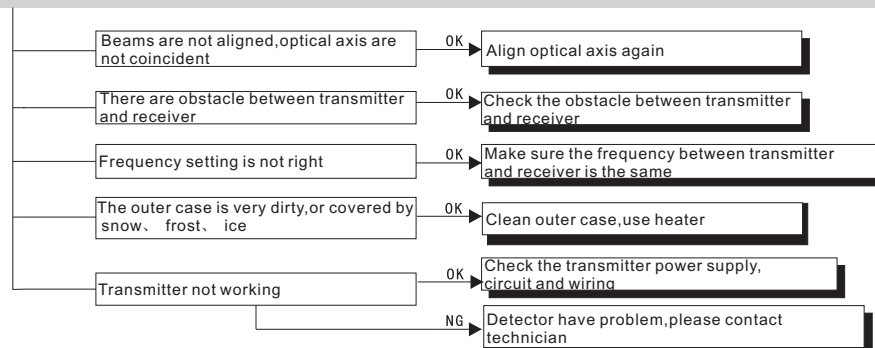 Beams are not aligned,optical axis are
not coincident
OK
Align optical axis again
There are obstacle between transmitter
and receiver
OK
Check the obstacle between transmitter
and receiver
Frequency setting is not right
OK
Make sure the frequency between transmitter
and receiver is the same
The outer case is very dirty,or covered by
snow、 frost、 ice
OK
Clean outer case,use heater
Transmitter not working
OK
Check the transmitter power supply,
circuit and wiring
NG
Detector have problem,please contact
technician